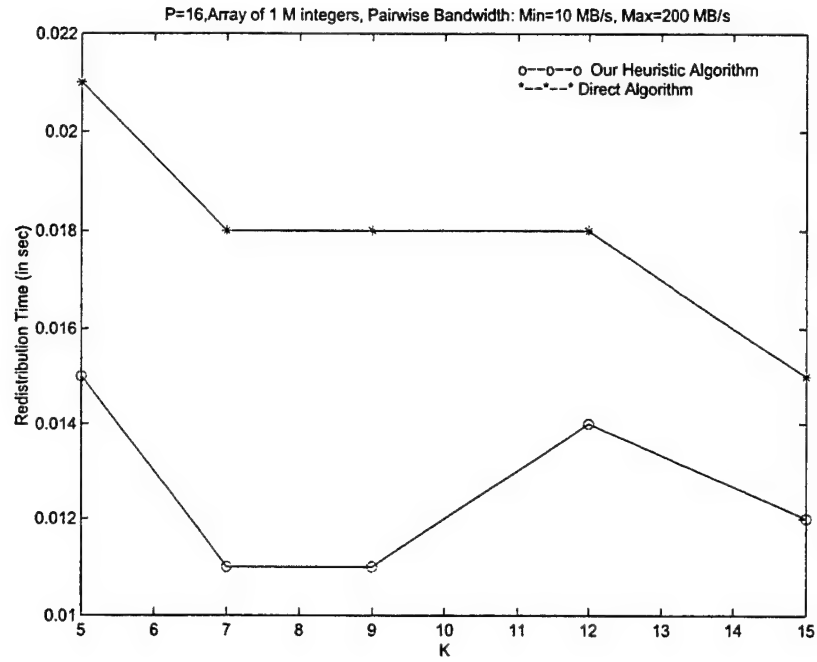 P=16,Array of 1 M integers, Pairwise Bandwidth: Min=10 MB/s, Max=200 MB/s
0.022
o--o--o Our Heuristic Algorithm
*--*--* Direct Algorithm
0.02
0.018
0.016
0.014
0.012
0.01
Redistribution Time (in sec)
5 6 7 8 9 10 11 12 13 14 15
K